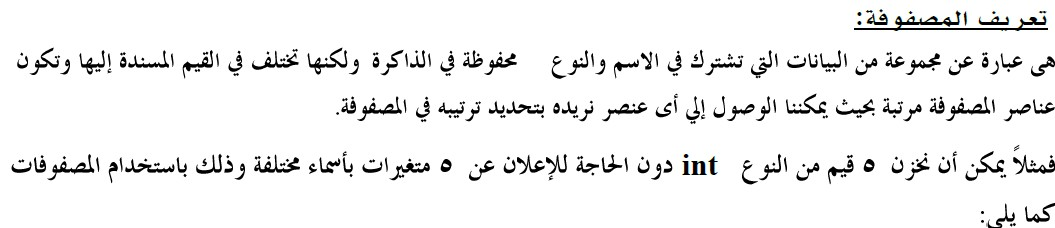 تعريف المصفوفة:
هى عبارة عن مجموعة من البيانات التي تشترك في الاسم والنوع محفوظة في الذاكرة ولكنها تختلف في القيم المسندة إليها وتكون
عناصر المصفوفة مرتبة بحيث يمكننا الوصول إلي أى عنصر نريده بتحديد ترتيبه في المصفوفة.
فمثلاً يمكن أن نخزن ٥ قيم من النوع int دون الحاجة للإعلان عن ٥ متغيرات بأسماء مختلفة وذلك باستخدام المصفوفات
كما يلي: